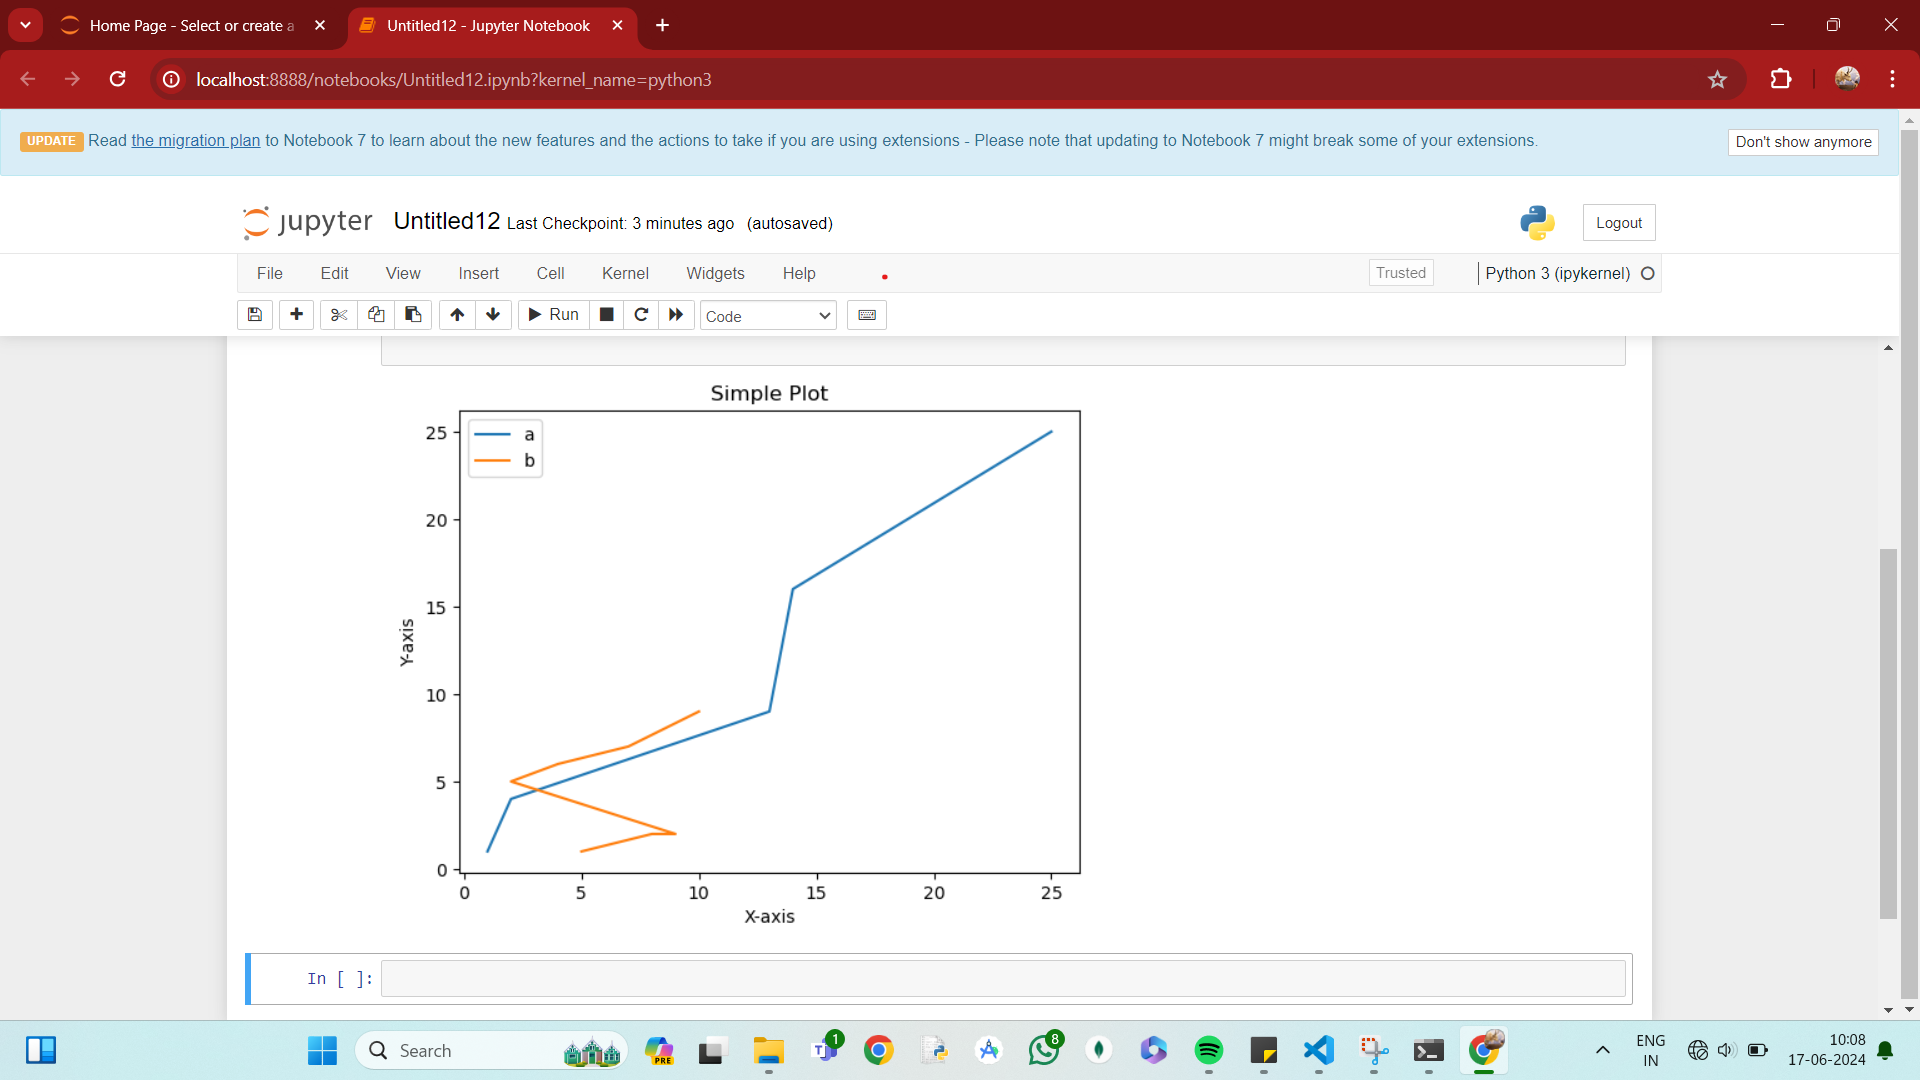 Home Page - Select or create a
Untitled12 - Jupyter Notebook
localhost:8888/notebooks/Untitled12.ipynb?kernel_name=python3
UPDATE Read the migration plan to Notebook 7 to learn about the new features and the actions to take if you are using extensions - Please note that updating to Notebook 7 might break some of your extensions.
Don't show anymore
jupyter Untitled12 Last Checkpoint: 3 minutes ago (autosaved)
Logout
File Edit View Insert Cell Kernel Widgets Help
Trusted
Python 3 (ipykernel)
Run
Code
Simple Plot
a
b
25
20
15
10
5
0
Y-axis
0 5 10 15 20 25
X-axis
In [ ]:
Search
PRE
1
8
ENG
IN
10:08
17-06-2024